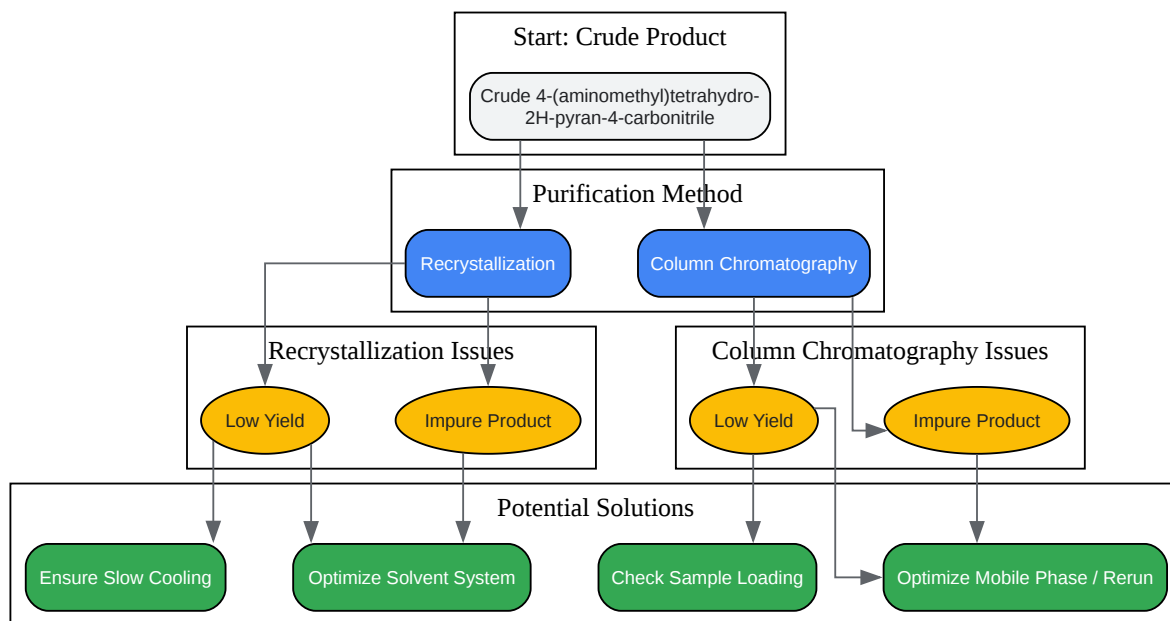 Start: Crude Product
Crude 4-(aminomethyl)tetrahydro-
2H-pyran-4-carbonitrile
Purification Method
Recrystallization
Column Chromatography
Recrystallization Issues
Column Chromatography Issues
Low Yield
Impure Product
Low Yield
Impure Product
Potential Solutions
Ensure Slow Cooling
Optimize Solvent System
Check Sample Loading
Optimize Mobile Phase / Rerun